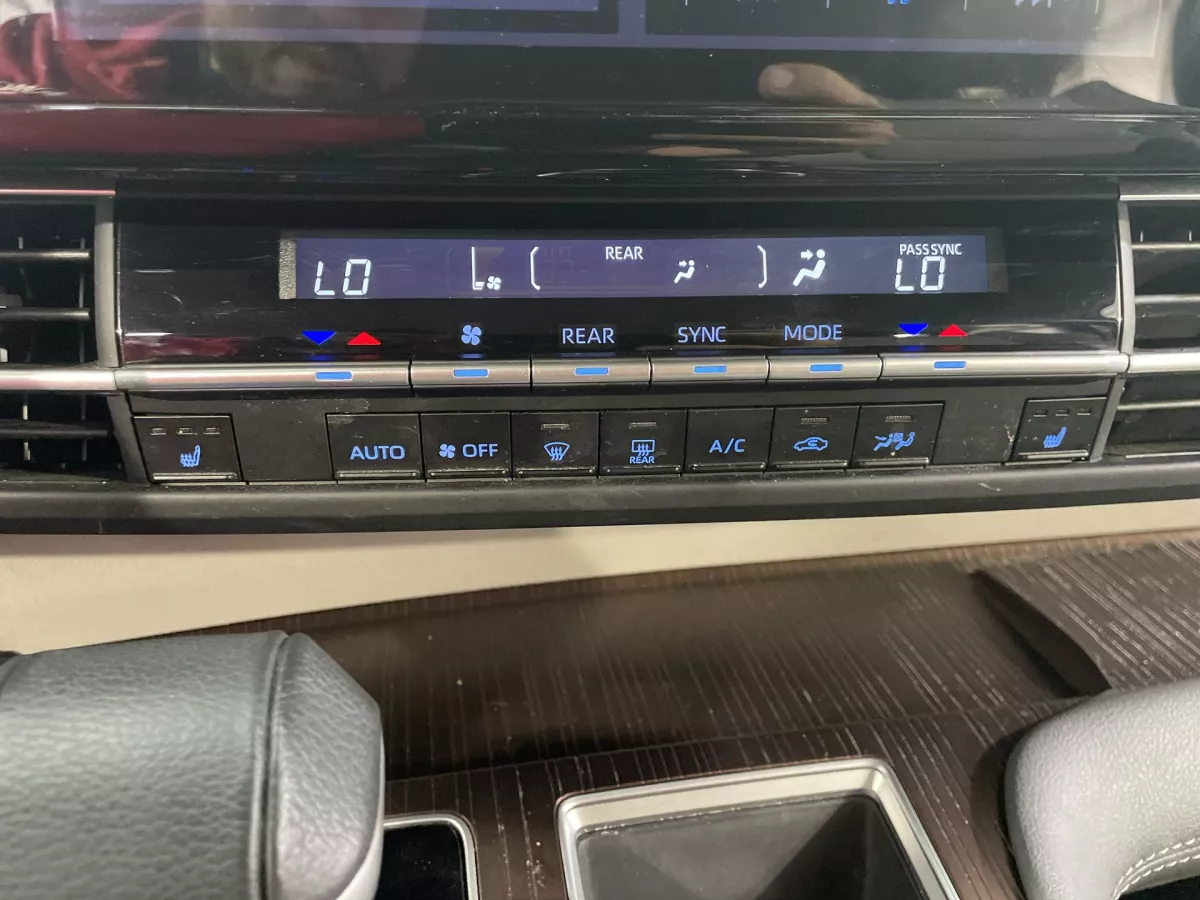 REAR
PASS SYNC
LO LO
REAR SYNC MODE
AUTO OFF REAR A/C